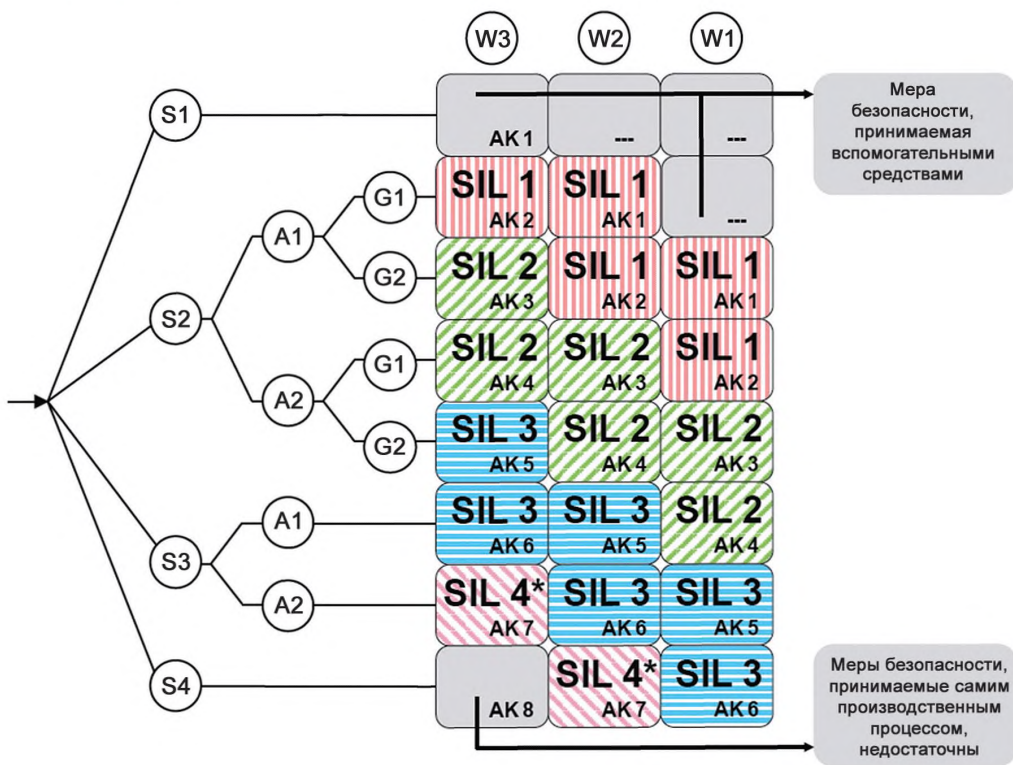 W3 W2 W1
S1
AK 1 --- ---
Мера
безопасности,
принимаемая
вспомогательными
средствами
G1
SIL 1 SIL 1
AK 2 AK 1 ---
A1
G2
SIL 2 SIL 1 SIL 1
AK 3 AK 2 AK 1
S2
G1
SIL 2 SIL 2 SIL 1
AK 4 AK 3 AK 2
A2
G2
SIL 3 SIL 2 SIL 2
AK 5 AK 4 AK 3
A1
SIL 3 SIL 3 SIL 2
AK 6 AK 5 AK 4
S3
A2
SIL 4* SIL 3 SIL 3
AK 7 AK 6 AK 5
S4
SIL 4* SIL 3
AK 8 AK 7 AK 6
Меры безопасности,
принимаемые самим
производственным
процессом,
недостаточны